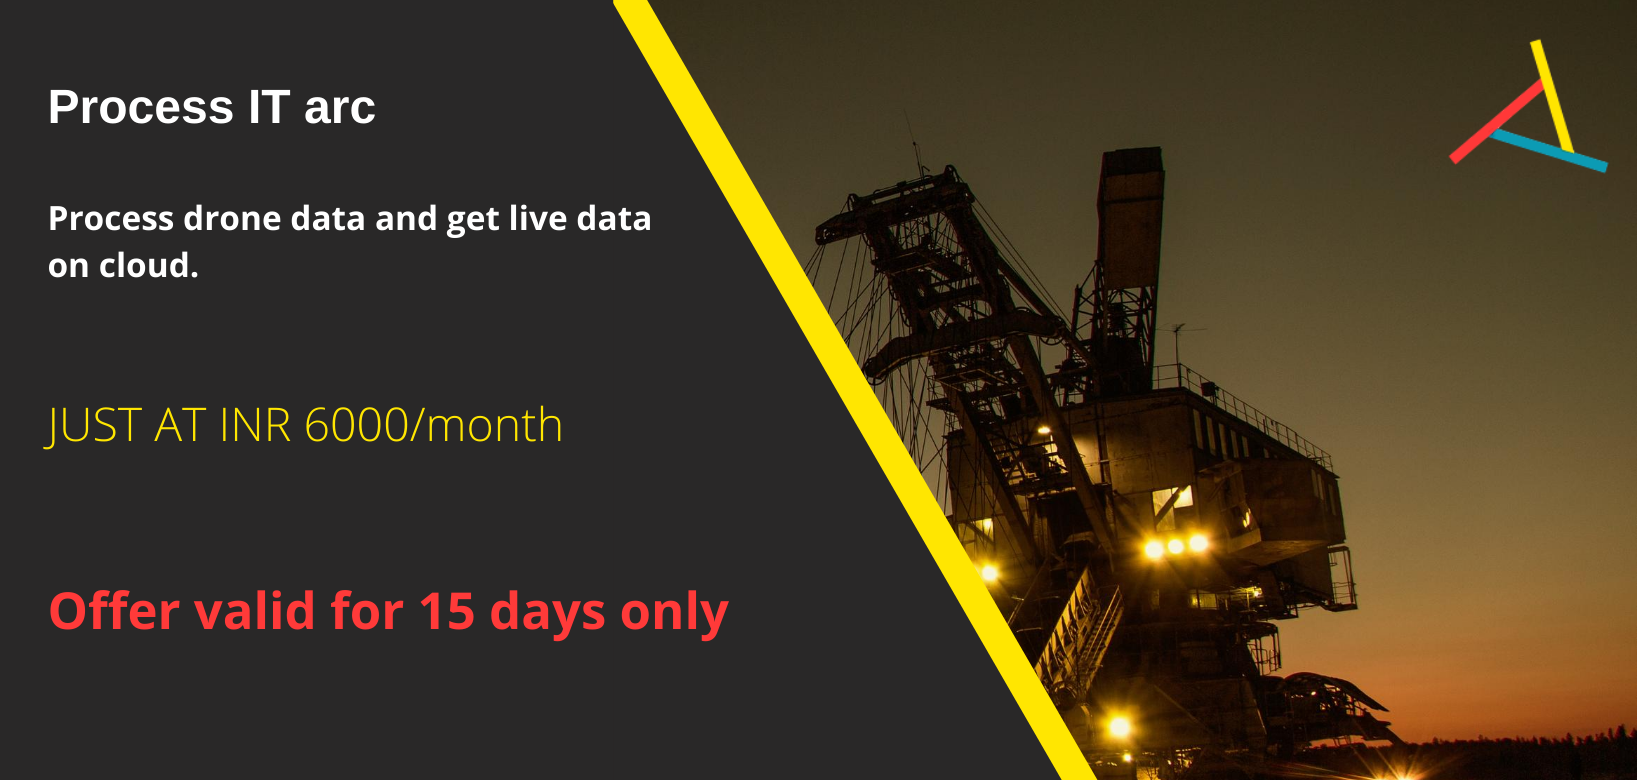 Process IT arc
Process drone data and get live data
on cloud.
JUST AT INR 6000/month
Offer valid for 15 days only